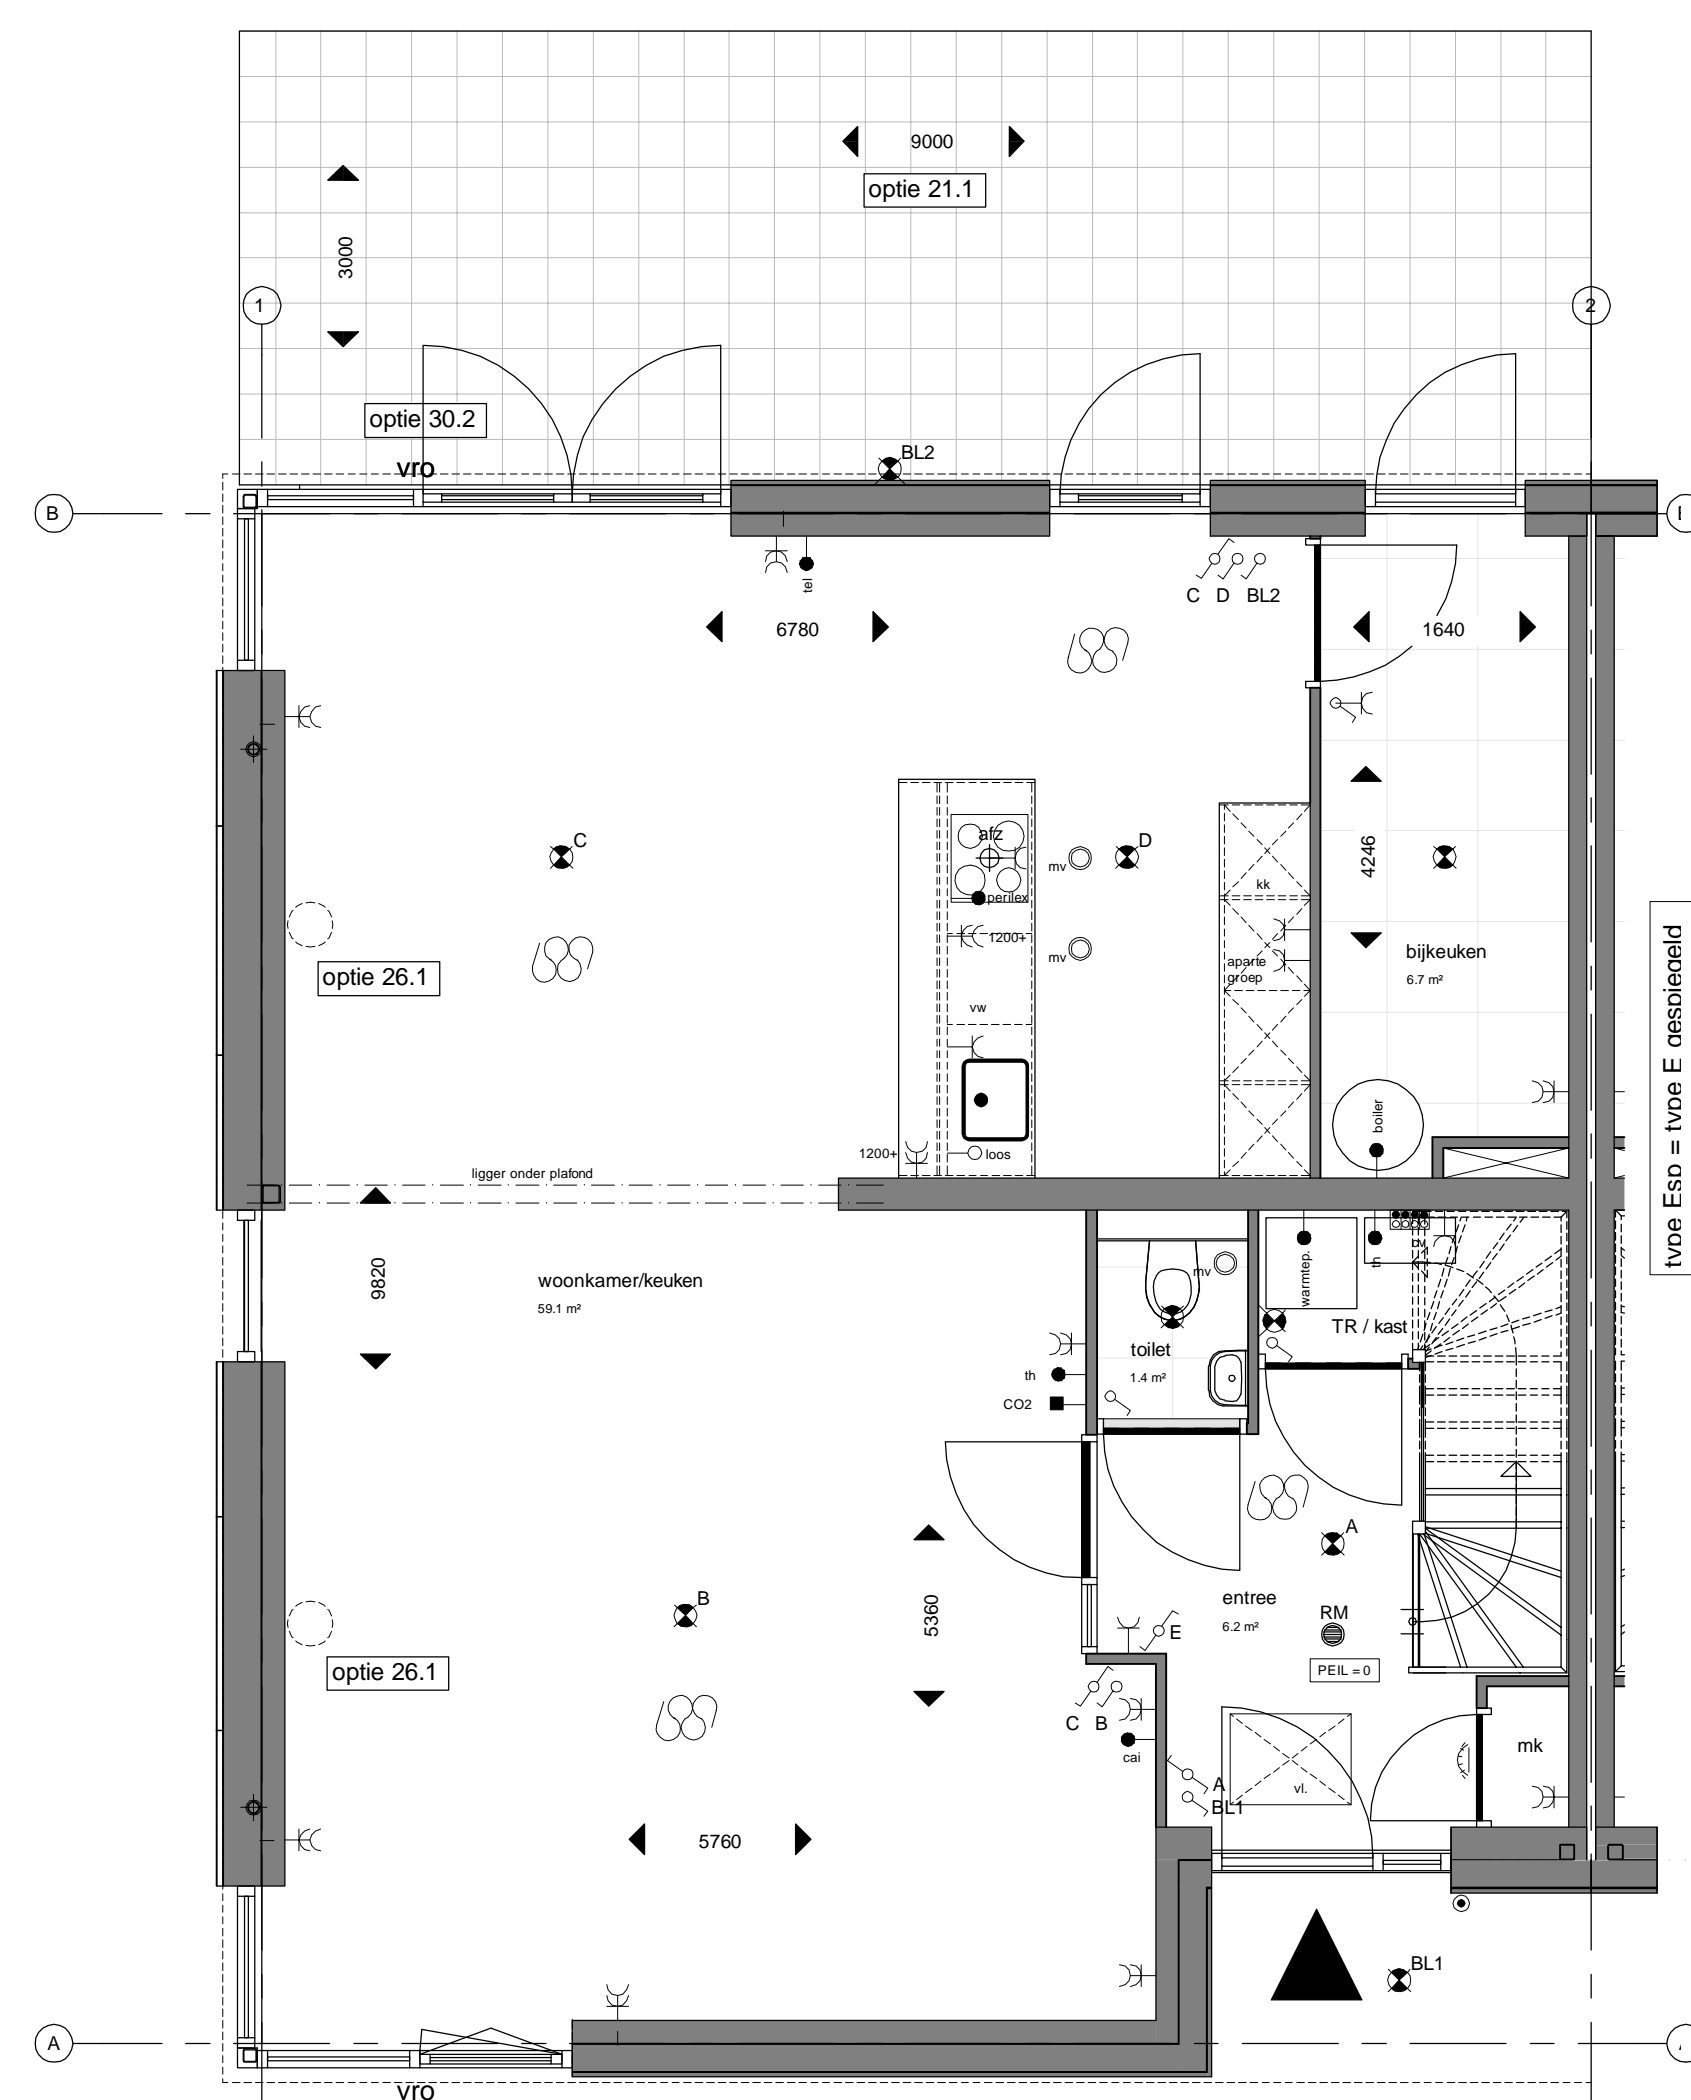 9000
optie 21.1
3000
1
2
optie 30.2
vro
BL2
B
tel
C D BL2
6780
1640
C
afz
mv
D
4246
kk
perilex
1200+
mv
aparte
groep
bijkeuken
6.7 m²
optie 26.1
vw
type Esp = type E gespiegeld
boiler
1200+
loos
ligger onder plafond
9820
woonkamer/keuken
59.1 m²
mv
warmtep.
th
TR / kast
toilet
1.4 m²
th
CO2
A
B
5360
entree
6.2 m²
RM
E
optie 26.1
PEIL = 0
C B
cai
mk
A
BL1
vl.
5760
BL1
A
vro